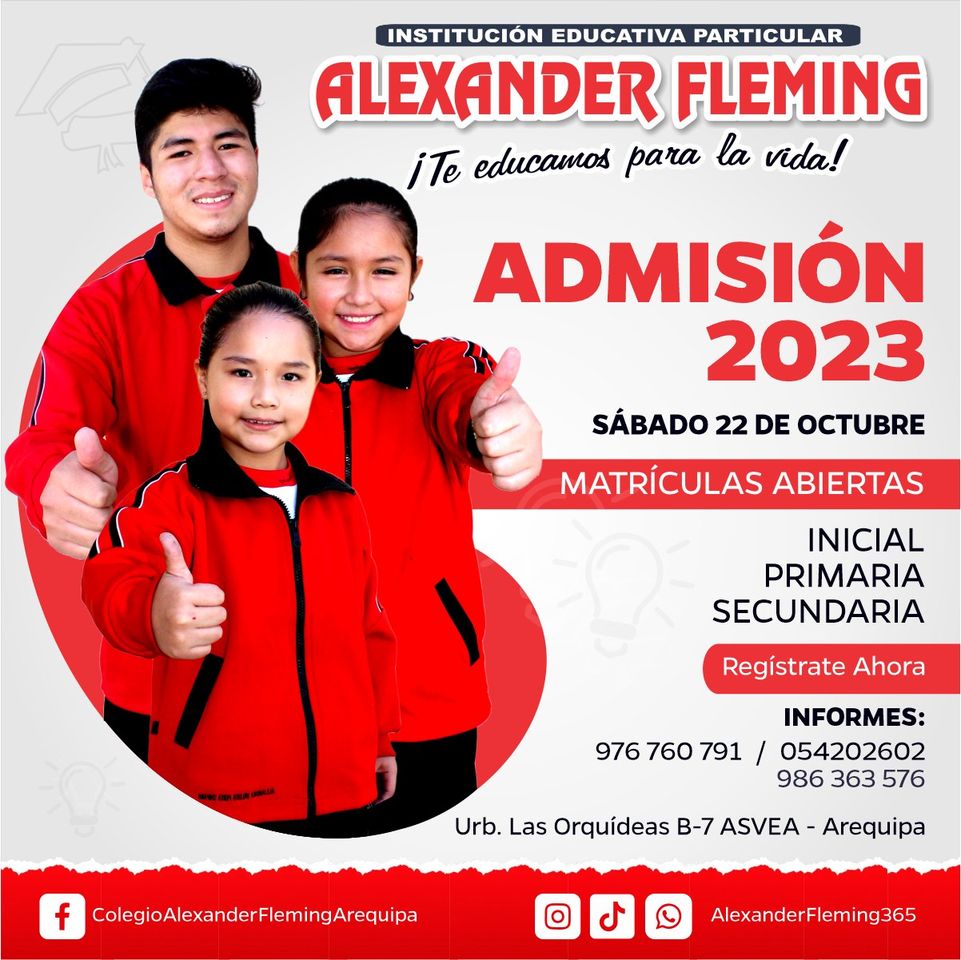 INSTITUCIÓN EDUCATIVA PARTICULAR
ALEXANDER FLEMING
¡Te educamos para la vida!
ADMISIÓN
2023
SÁBADO 22 DE OCTUBRE
MATRÍCULAS ABIERTAS
INICIAL
PRIMARIA
SECUNDARIA
Regístrate Ahora
INFORMES:
976 760 791 / 054202602
986 363 576
Urb. Las Orquídeas B-7 ASVEA - Arequipa
ColegioAlexanderFlemingArequipa
AlexanderFleming365